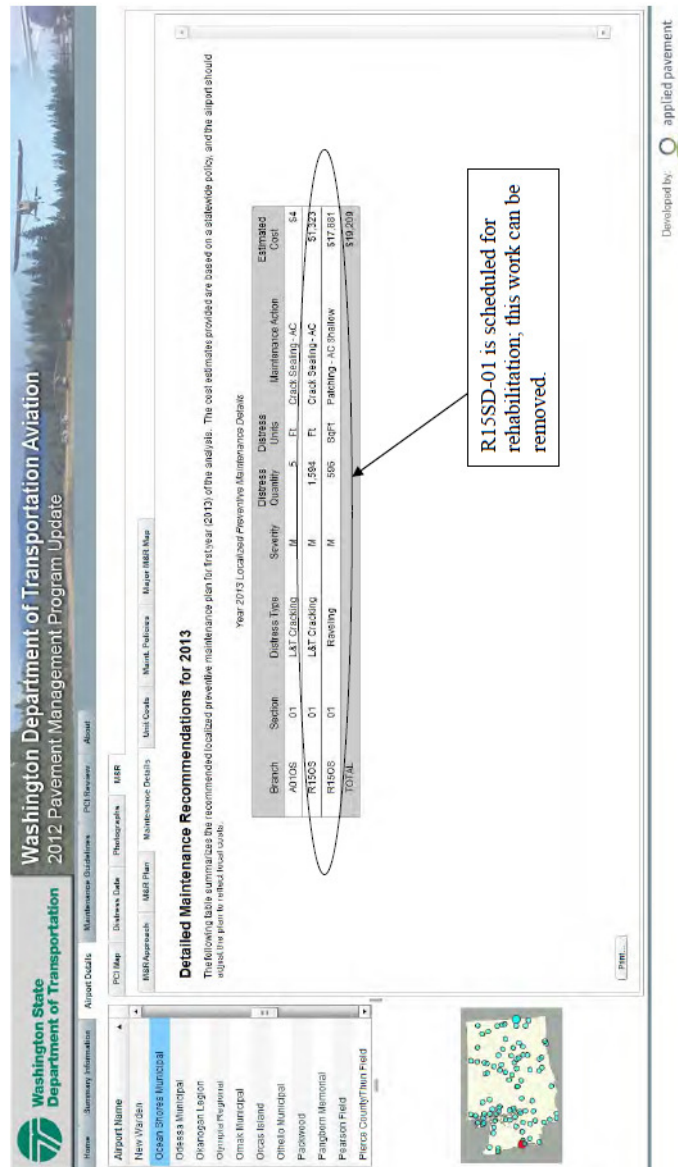 Washington State
Department of Transportation
Washington Department of Transportation Aviation
2012 Pavement Management Program Update
Home Summary Information Airport Details Maintenance Guidelines PCI Review About
Airport Name
New Warden
Ocean Shores Municipal
Odessa Municipal
Okanogan Legion
Olympia Regional
Omak Municipal
Orcas Island
Othello Municipal
Packwood
Pangborn Memorial
Pearson Field
Pierce County/Thun Field
PCI Map Distress Data Photographs M&R
M&R Approach M&R Plan Maintenance Details Unit Costs Maint. Policies Major M&R Map
Detailed Maintenance Recommendations for 2013
The following table summarizes the recommended localized preventive maintenance plan for first year (2013) of the analysis. The cost estimates provided are based on a statewide policy, and the airport should
adjust the plan to reflect local costs.
Year 2013 Localized Preventive Maintenance Details
Branch Section Distress Type Severity Distress Quantity Distress Units Maintenance Action Estimated Cost
A01OS 01 L&T Cracking M 5 Ft Crack Sealing - AC $4
R15OS 01 L&T Cracking M 1,594 Ft Crack Sealing - AC $1,323
R15OS 01 Raveling M 596 SqFt Patching - AC Shallow $17,881
TOTAL $19,209
R15SD-01 is scheduled for
rehabilitation; this work can be
removed.
Print...
Developed by: applied pavement